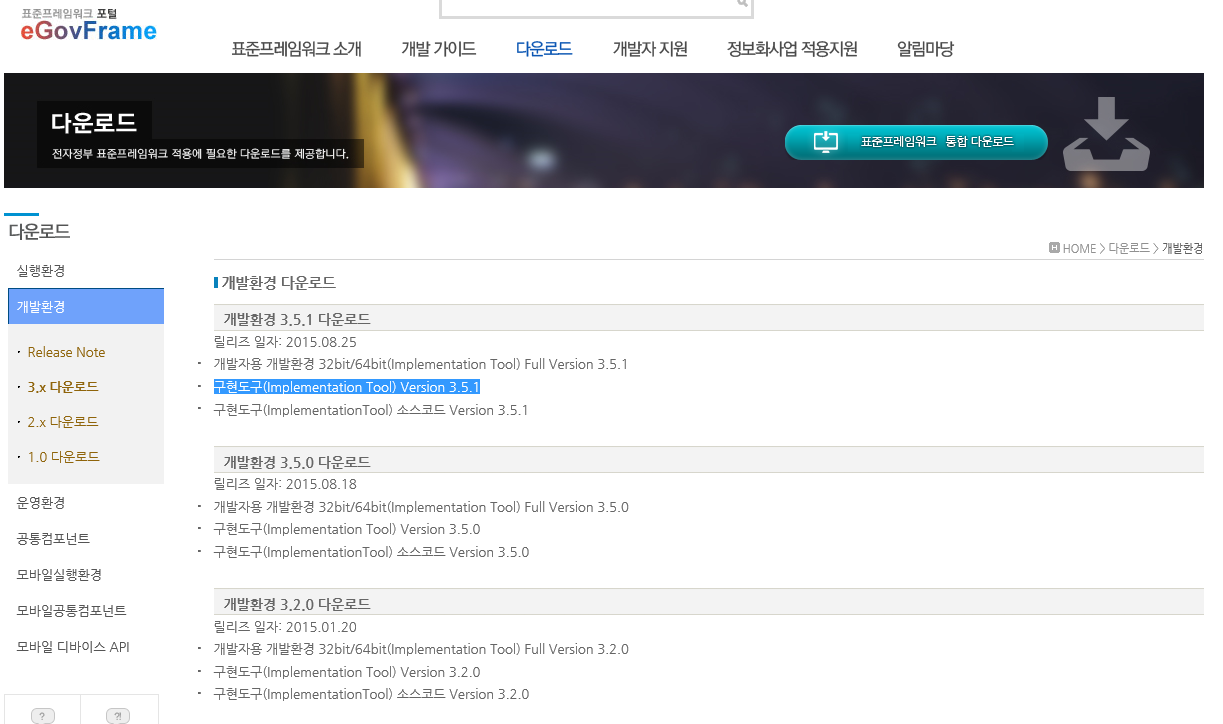 표준프레임워크 포털
eGovFrame
표준프레임워크 소개 개발 가이드 다운로드 개발자 지원 정보화사업 적용지원 알림마당
다운로드
전자정부 표준프레임워크 적용에 필요한 다운로드를 제공합니다.
표준프레임워크 통합 다운로드
다운로드
실행환경
개발환경
· Release Note
· 3.x 다운로드
· 2.x 다운로드
· 1.0 다운로드
운영환경
공통컴포넌트
모바일실행환경
모바일공통컴포넌트
모바일 디바이스 API
?
?!
H HOME > 다운로드 > 개발환경
개발환경 다운로드
개발환경 3.5.1 다운로드
릴리즈 일자: 2015.08.25
- 개발자용 개발환경 32bit/64bit(Implementation Tool) Full Version 3.5.1
- 구현도구(Implementation Tool) Version 3.5.1
- 구현도구(ImplementationTool) 소스코드 Version 3.5.1
개발환경 3.5.0 다운로드
릴리즈 일자: 2015.08.18
- 개발자용 개발환경 32bit/64bit(Implementation Tool) Full Version 3.5.0
- 구현도구(Implementation Tool) Version 3.5.0
- 구현도구(ImplementationTool) 소스코드 Version 3.5.0
개발환경 3.2.0 다운로드
릴리즈 일자: 2015.01.20
- 개발자용 개발환경 32bit/64bit(Implementation Tool) Full Version 3.2.0
- 구현도구(Implementation Tool) Version 3.2.0
- 구현도구(ImplementationTool) 소스코드 Version 3.2.0